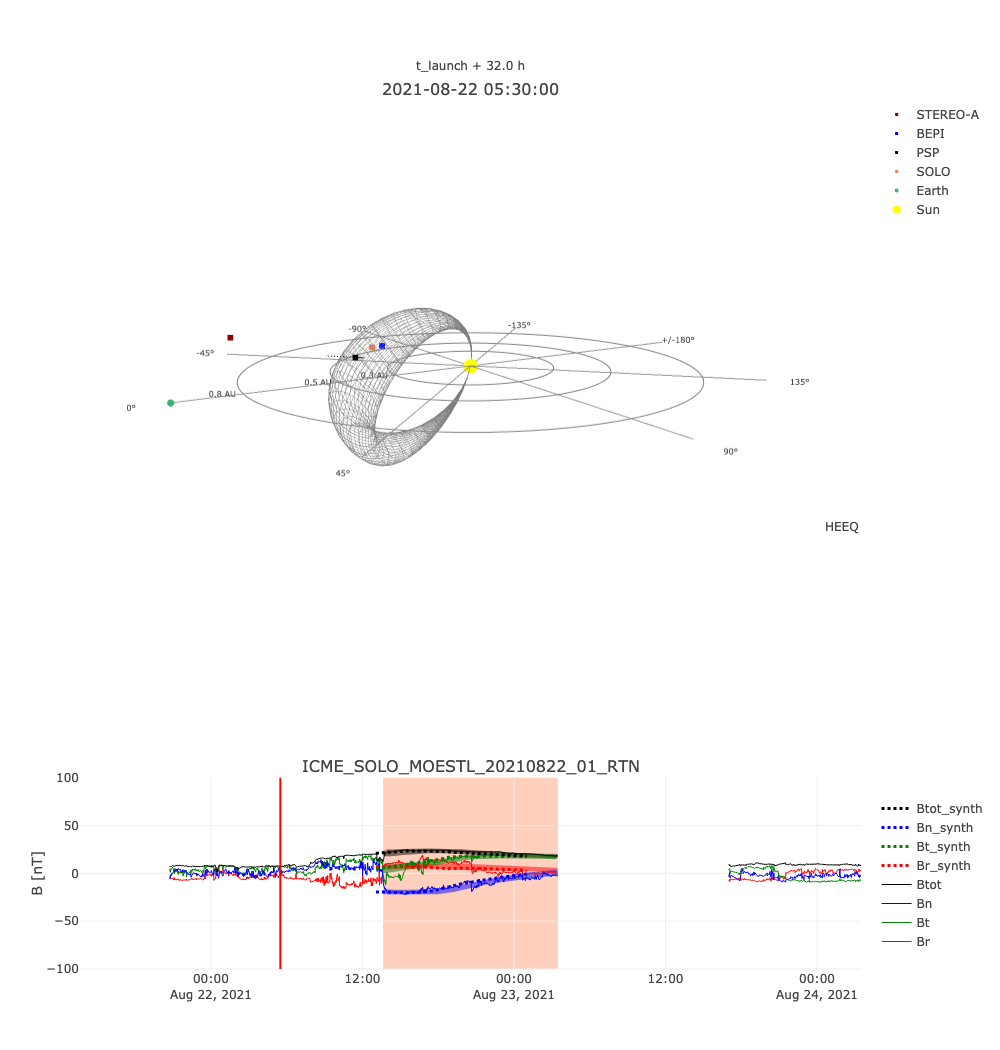 t_launch + 32.0 h
2021-08-22 05:30:00
STEREO-A
BEPI
PSP
SOLO
Earth
Sun
-90°
-135°
+/-180°
-45°
0.3 AU
0.5 AU
135°
0.8 AU
0°
90°
45°
HEEQ
ICME_SOLO_MOESTL_20210822_01_RTN
B [nT]
100
50
0
−50
−100
00:00
Aug 22, 2021
12:00
00:00
Aug 23, 2021
12:00
00:00
Aug 24, 2021
Btot_synth
Bn_synth
Bt_synth
Br_synth
Btot
Bn
Bt
Br